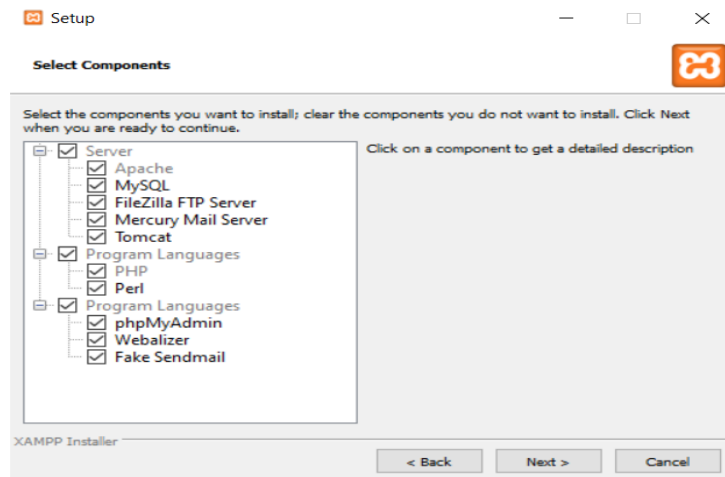 Setup
Select Components
Select the components you want to install; clear the components you do not want to install. Click Next
when you are ready to continue.
Server
Apache
MySQL
FileZilla FTP Server
Mercury Mail Server
Tomcat
Program Languages
PHP
Perl
Program Languages
phpMyAdmin
Webalizer
Fake Sendmail
Click on a component to get a detailed description
XAMPP Installer
< Back
Next >
Cancel